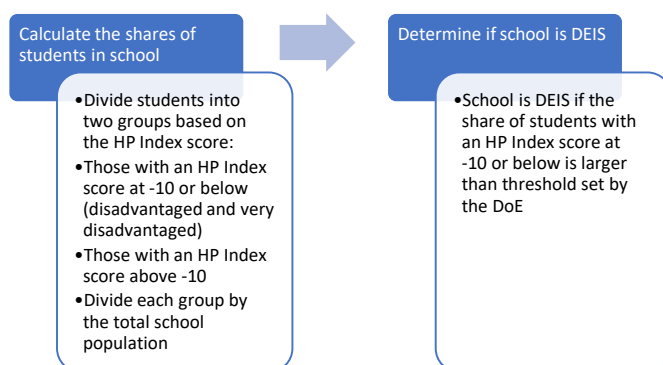 Calculate the shares of
students in school
•Divide students into
two groups based on
the HP Index score:
•Those with an HP Index
score at -10 or below
(disadvantaged and very
disadvantaged)
•Those with an HP Index
score above -10
•Divide each group by
the total school
population
Determine if school is DEIS
•School is DEIS if the
share of students with
an HP Index score at
-10 or below is larger
than threshold set by
the DoE